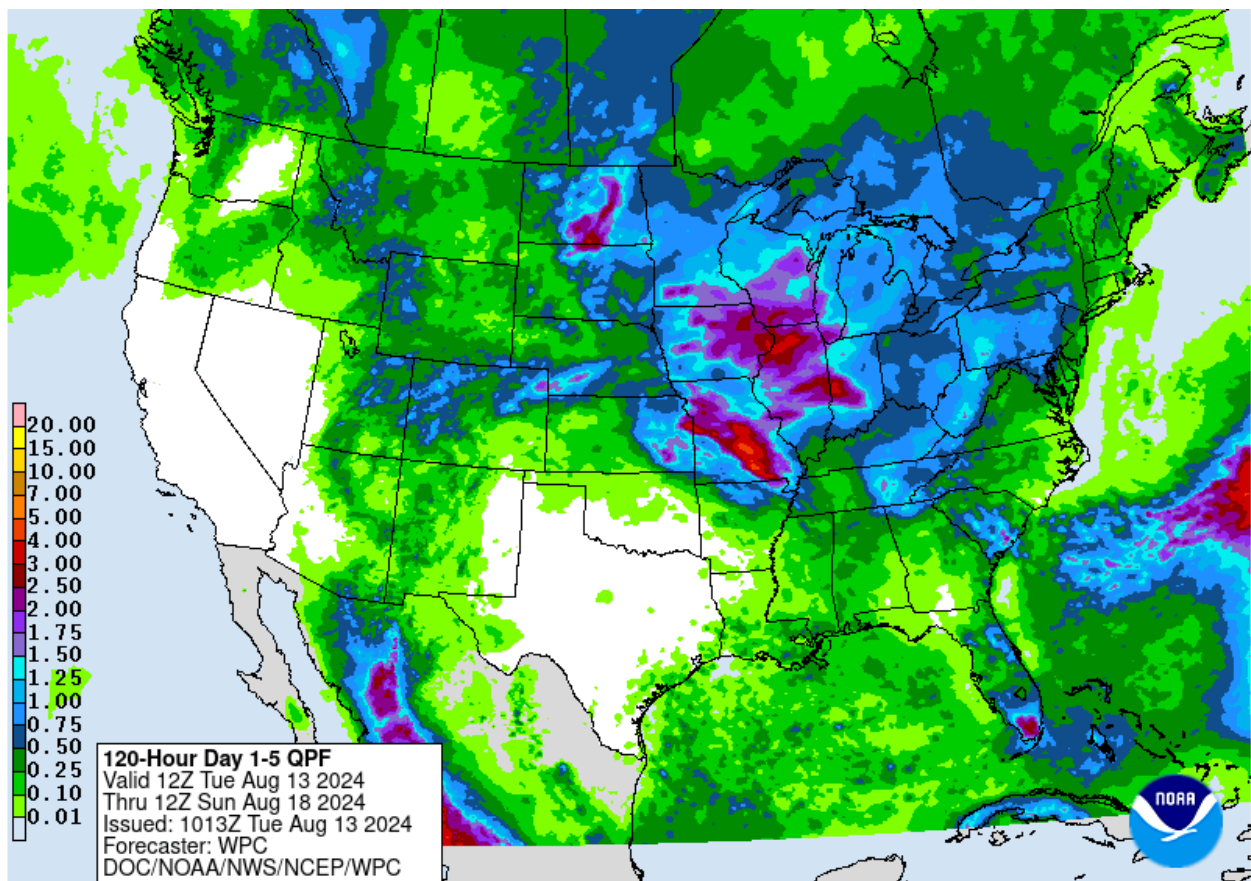 20.00
15.00
10.00
7.00
5.00
4.00
3.00
2.50
2.00
1.75
1.50
1.25
1.00
0.75
0.50
0.25
0.10
0.01
120-Hour Day 1-5 QPF
Valid 12Z Tue Aug 13 2024
Thru 12Z Sun Aug 18 2024
Issued: 1013Z Tue Aug 13 2024
Forecaster: WPC
DOC/NOAA/NWS/NCEP/WPC
NOAA